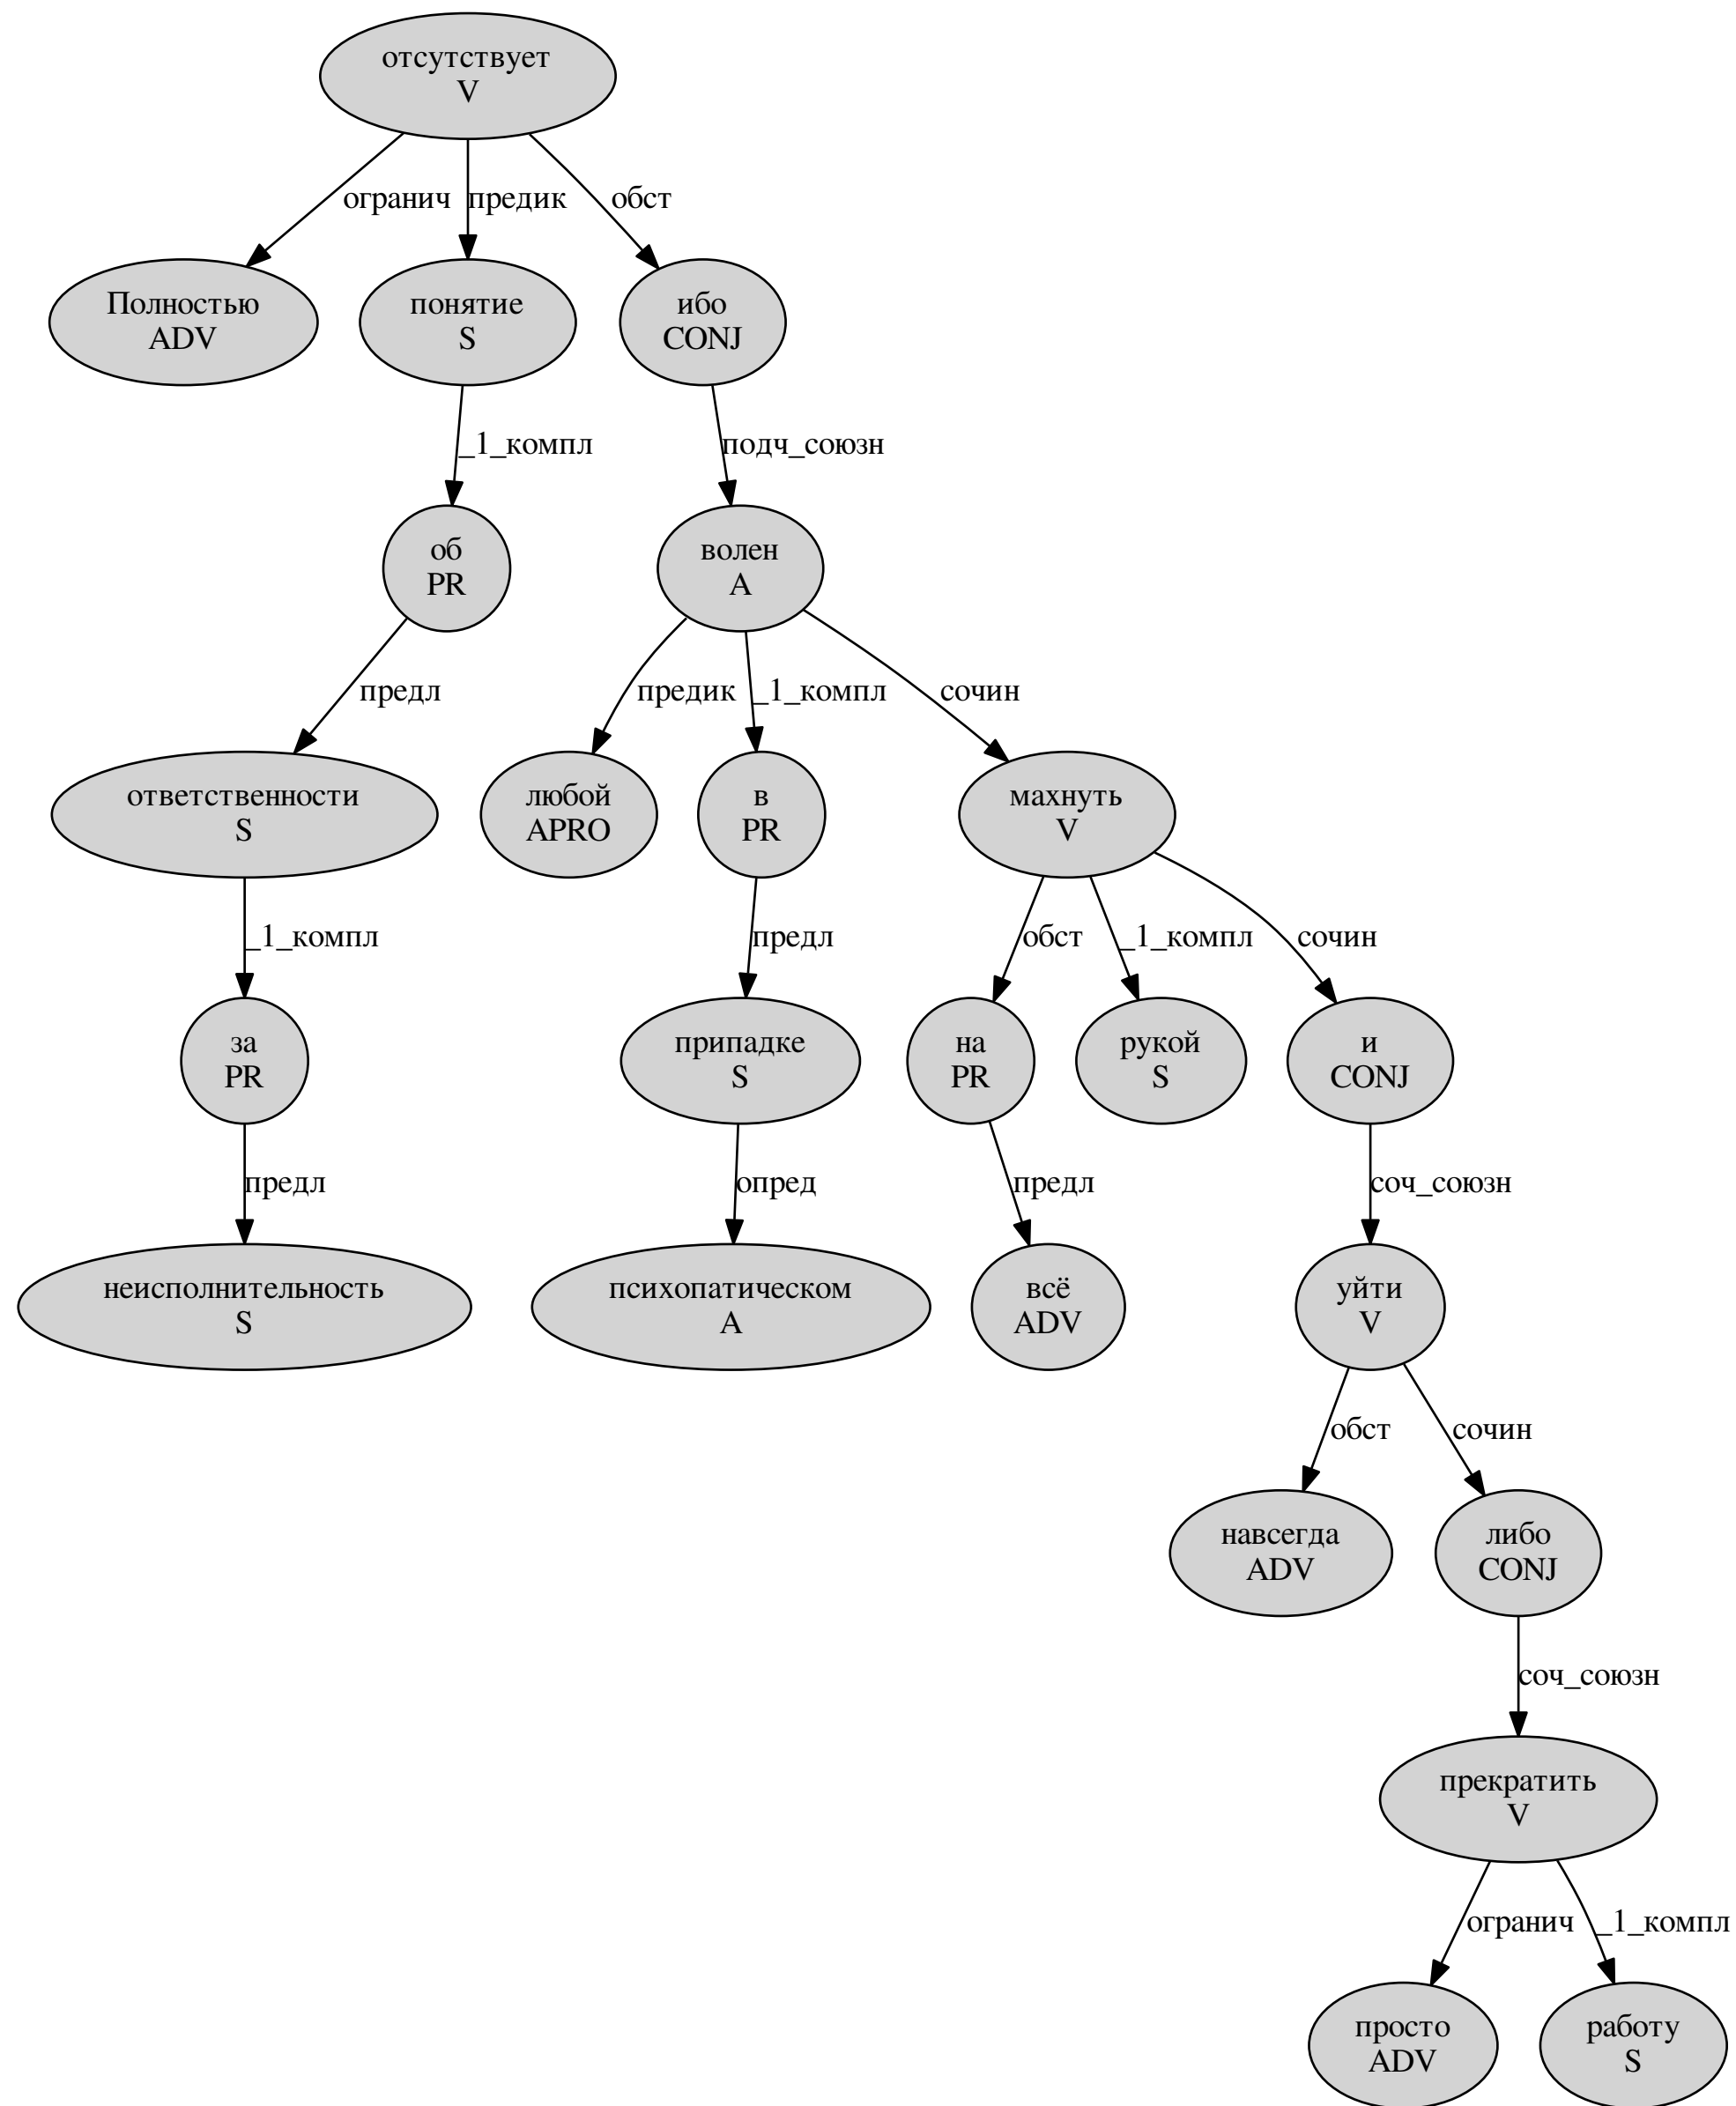 отсутствует
V
огранич
предик
обст
Полностью
ADV
понятие
S
ибо
CONJ
_1_компл
подч_союзн
об
PR
волен
A
предл
предик
_1_компл
сочин
ответственности
S
любой
APRO
в
PR
махнуть
V
_1_компл
предл
обст
_1_компл
сочин
за
PR
припадке
S
на
PR
рукой
S
и
CONJ
предл
опред
предл
соч_союзн
неисполнительность
S
психопатическом
A
всё
ADV
уйти
V
обст
сочин
навсегда
ADV
либо
CONJ
соч_союзн
прекратить
V
огранич
_1_компл
просто
ADV
работу
S